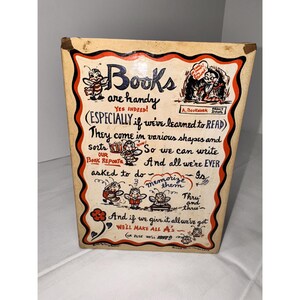 Books
are handy
YES INDEED!
A. BOOKWORM
(ESPECIALLY if we've learned to READ)
They come in various shapes and
sorts
OUR
BOOK REPORTS
So we can write
And all we're EVER
asked to do — Is
memorize
them
Thru'
and thru'-
And if we give it all we've got
WE'LL MAKE ALL A's